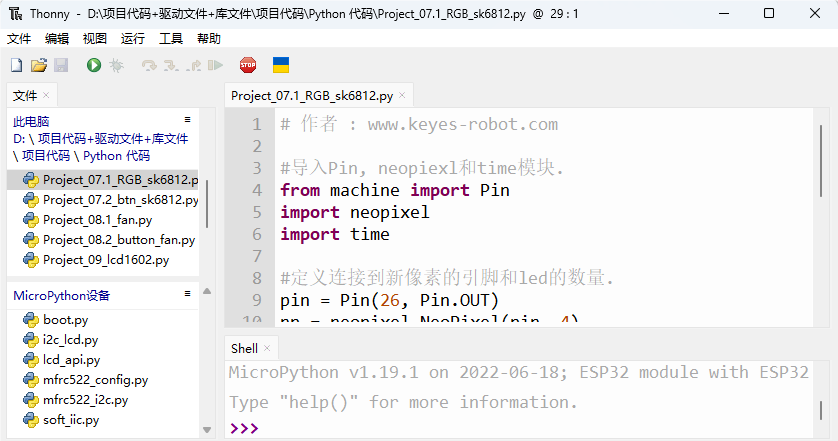 Thonny - D:\项目代码+驱动文件+库文件\项目代码\Python 代码\Project_07.1_RGB_sk6812.py @ 29 : 1
文件 编辑 视图 运行 工具 帮助
STOP
文件 ×
此电脑
D: \ 项目代码+驱动文件+库文件
\ 项目代码 \ Python 代码
Project_07.1_RGB_sk6812.p
Project_07.2_btn_sk6812.py
Project_08.1_fan.py
Project_08.2_button_fan.py
Project_09_lcd1602.py
MicroPython设备
boot.py
i2c_lcd.py
lcd_api.py
mfrc522_config.py
mfrc522_i2c.py
soft_iic.py
Project_07.1_RGB_sk6812.py ×
1 # 作者 : www.keyes-robot.com
2
3 #导入Pin, neopiexl和time模块.
4 from machine import Pin
5 import neopixel
6 import time
7
8 #定义连接到新像素的引脚和led的数量.
9 pin = Pin(26, Pin.OUT)
10 np = neopixel.NeoPixel(pin, 4)
Shell ×
MicroPython v1.19.1 on 2022-06-18; ESP32 module with ESP32
Type "help()" for more information.
>>>